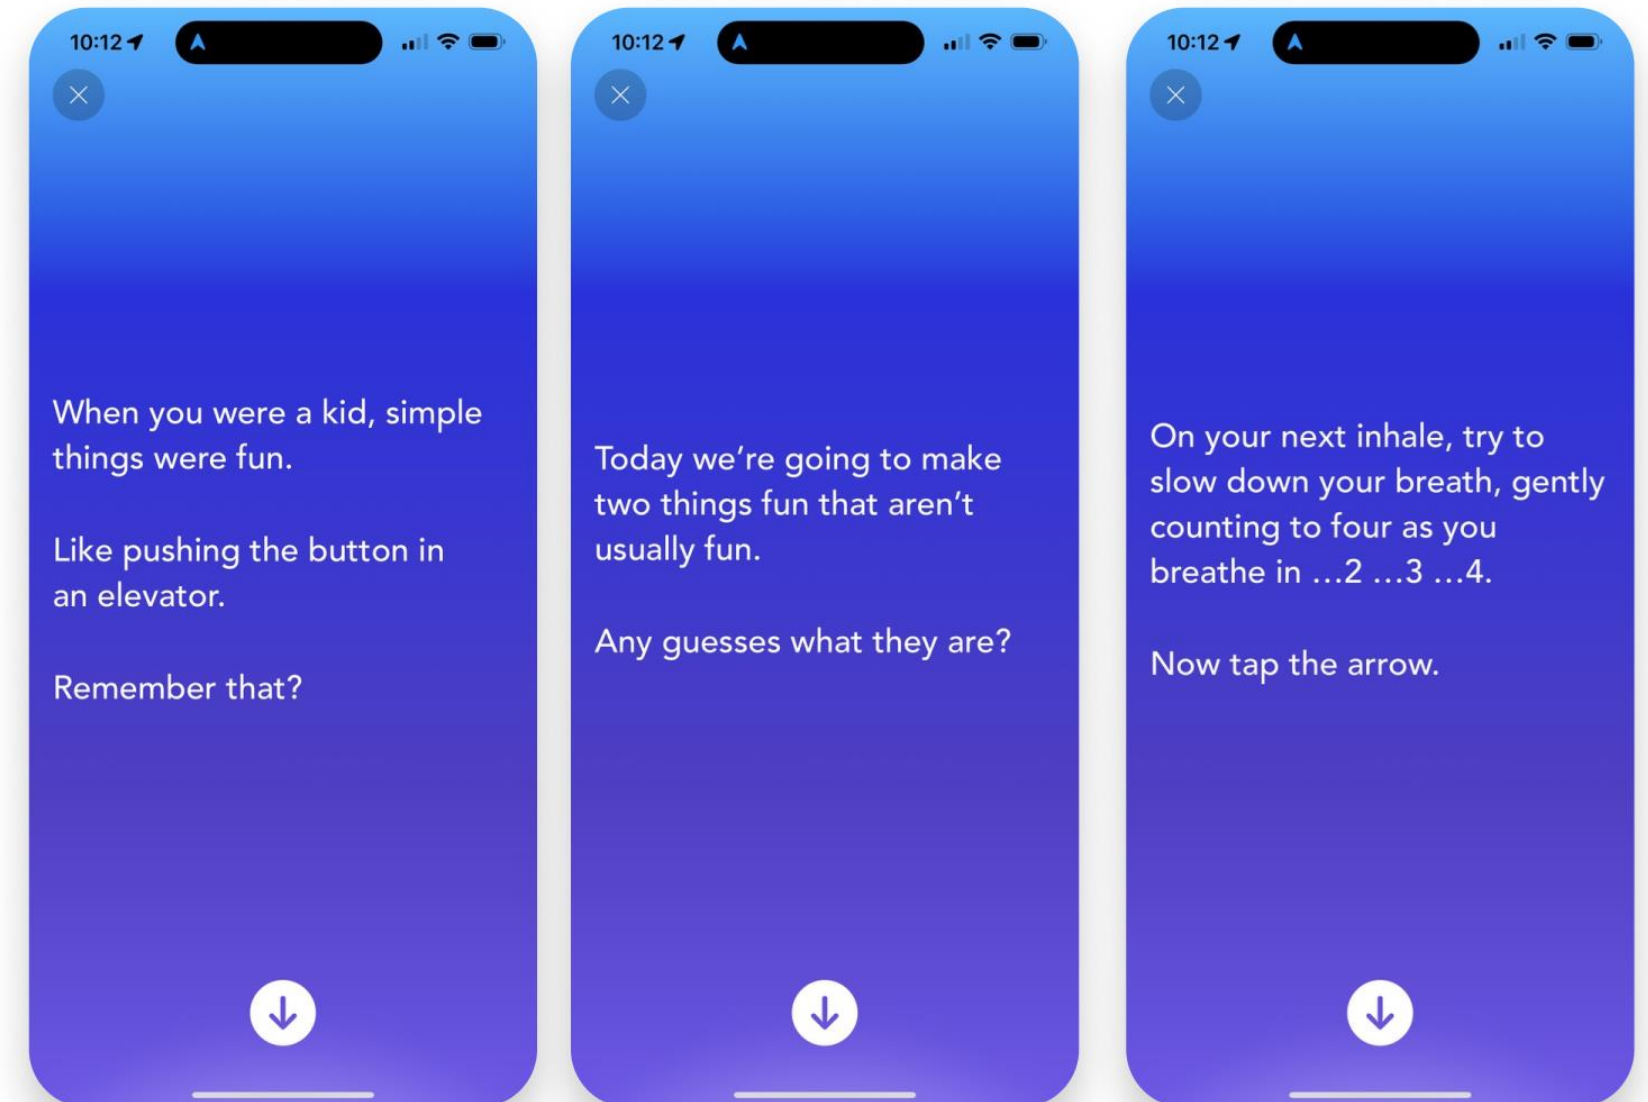 10:12
When you were a kid, simple
things were fun.
Like pushing the button in
an elevator.
Remember that?
10:12
Today we’re going to make
two things fun that aren’t
usually fun.
Any guesses what they are?
10:12
On your next inhale, try to
slow down your breath, gently
counting to four as you
breathe in ...2 ...3 ...4.
Now tap the arrow.